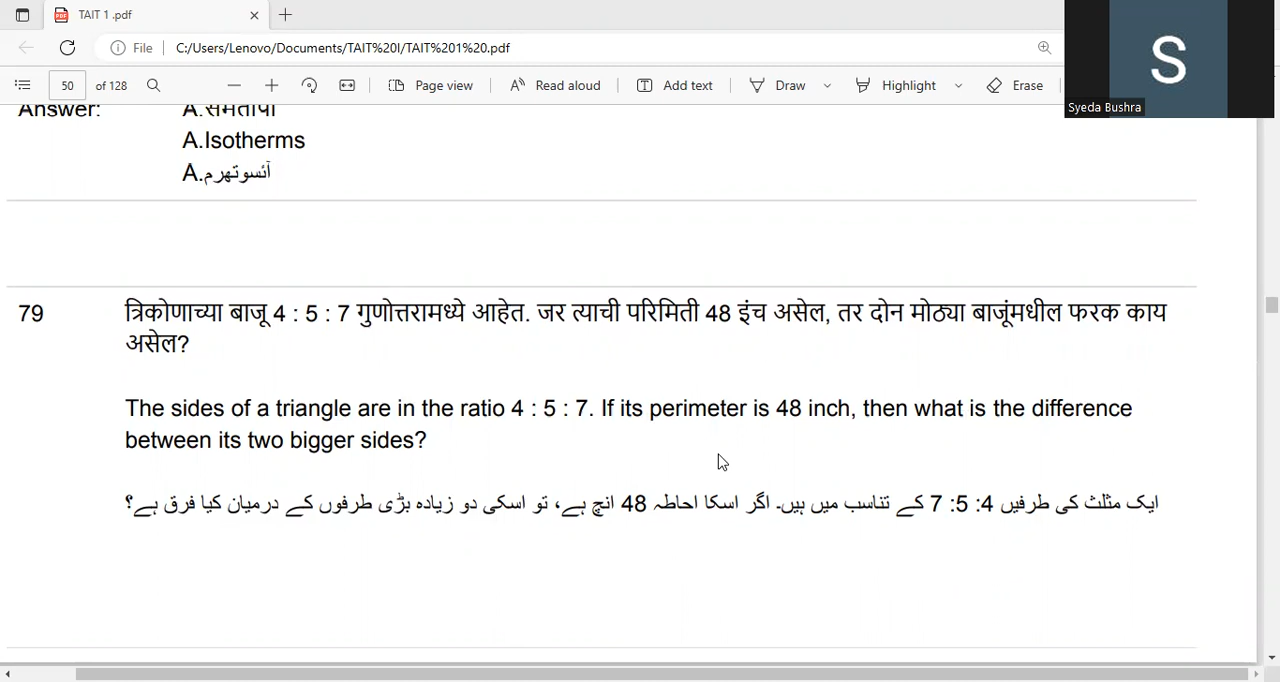 TAIT 1 .pdf
File C:/Users/Lenovo/Documents/TAIT%20I/TAIT%201%20.pdf
50 of 128 Page view Read aloud Add text Draw Highlight Erase
S
Syeda Bushra
Answer: A.समतापी
A.Isotherms
A.آئسوتھرم
79 त्रिकोणाच्या बाजू 4 : 5 : 7 गुणोत्तरामध्ये आहेत. जर त्याची परिमिती 48 इंच असेल, तर दोन मोठ्या बाजूंमधील फरक काय
असेल?
The sides of a triangle are in the ratio 4 : 5 : 7. If its perimeter is 48 inch, then what is the difference
between its two bigger sides?
ایک مثلث کی طرفیں 4: 5: 7 کے تناسب میں ہیں۔ اگر اسکا احاطہ 48 انچ ہے، تو اسکی دو زیادہ بڑی طرفوں کے درمیان کیا فرق ہے؟